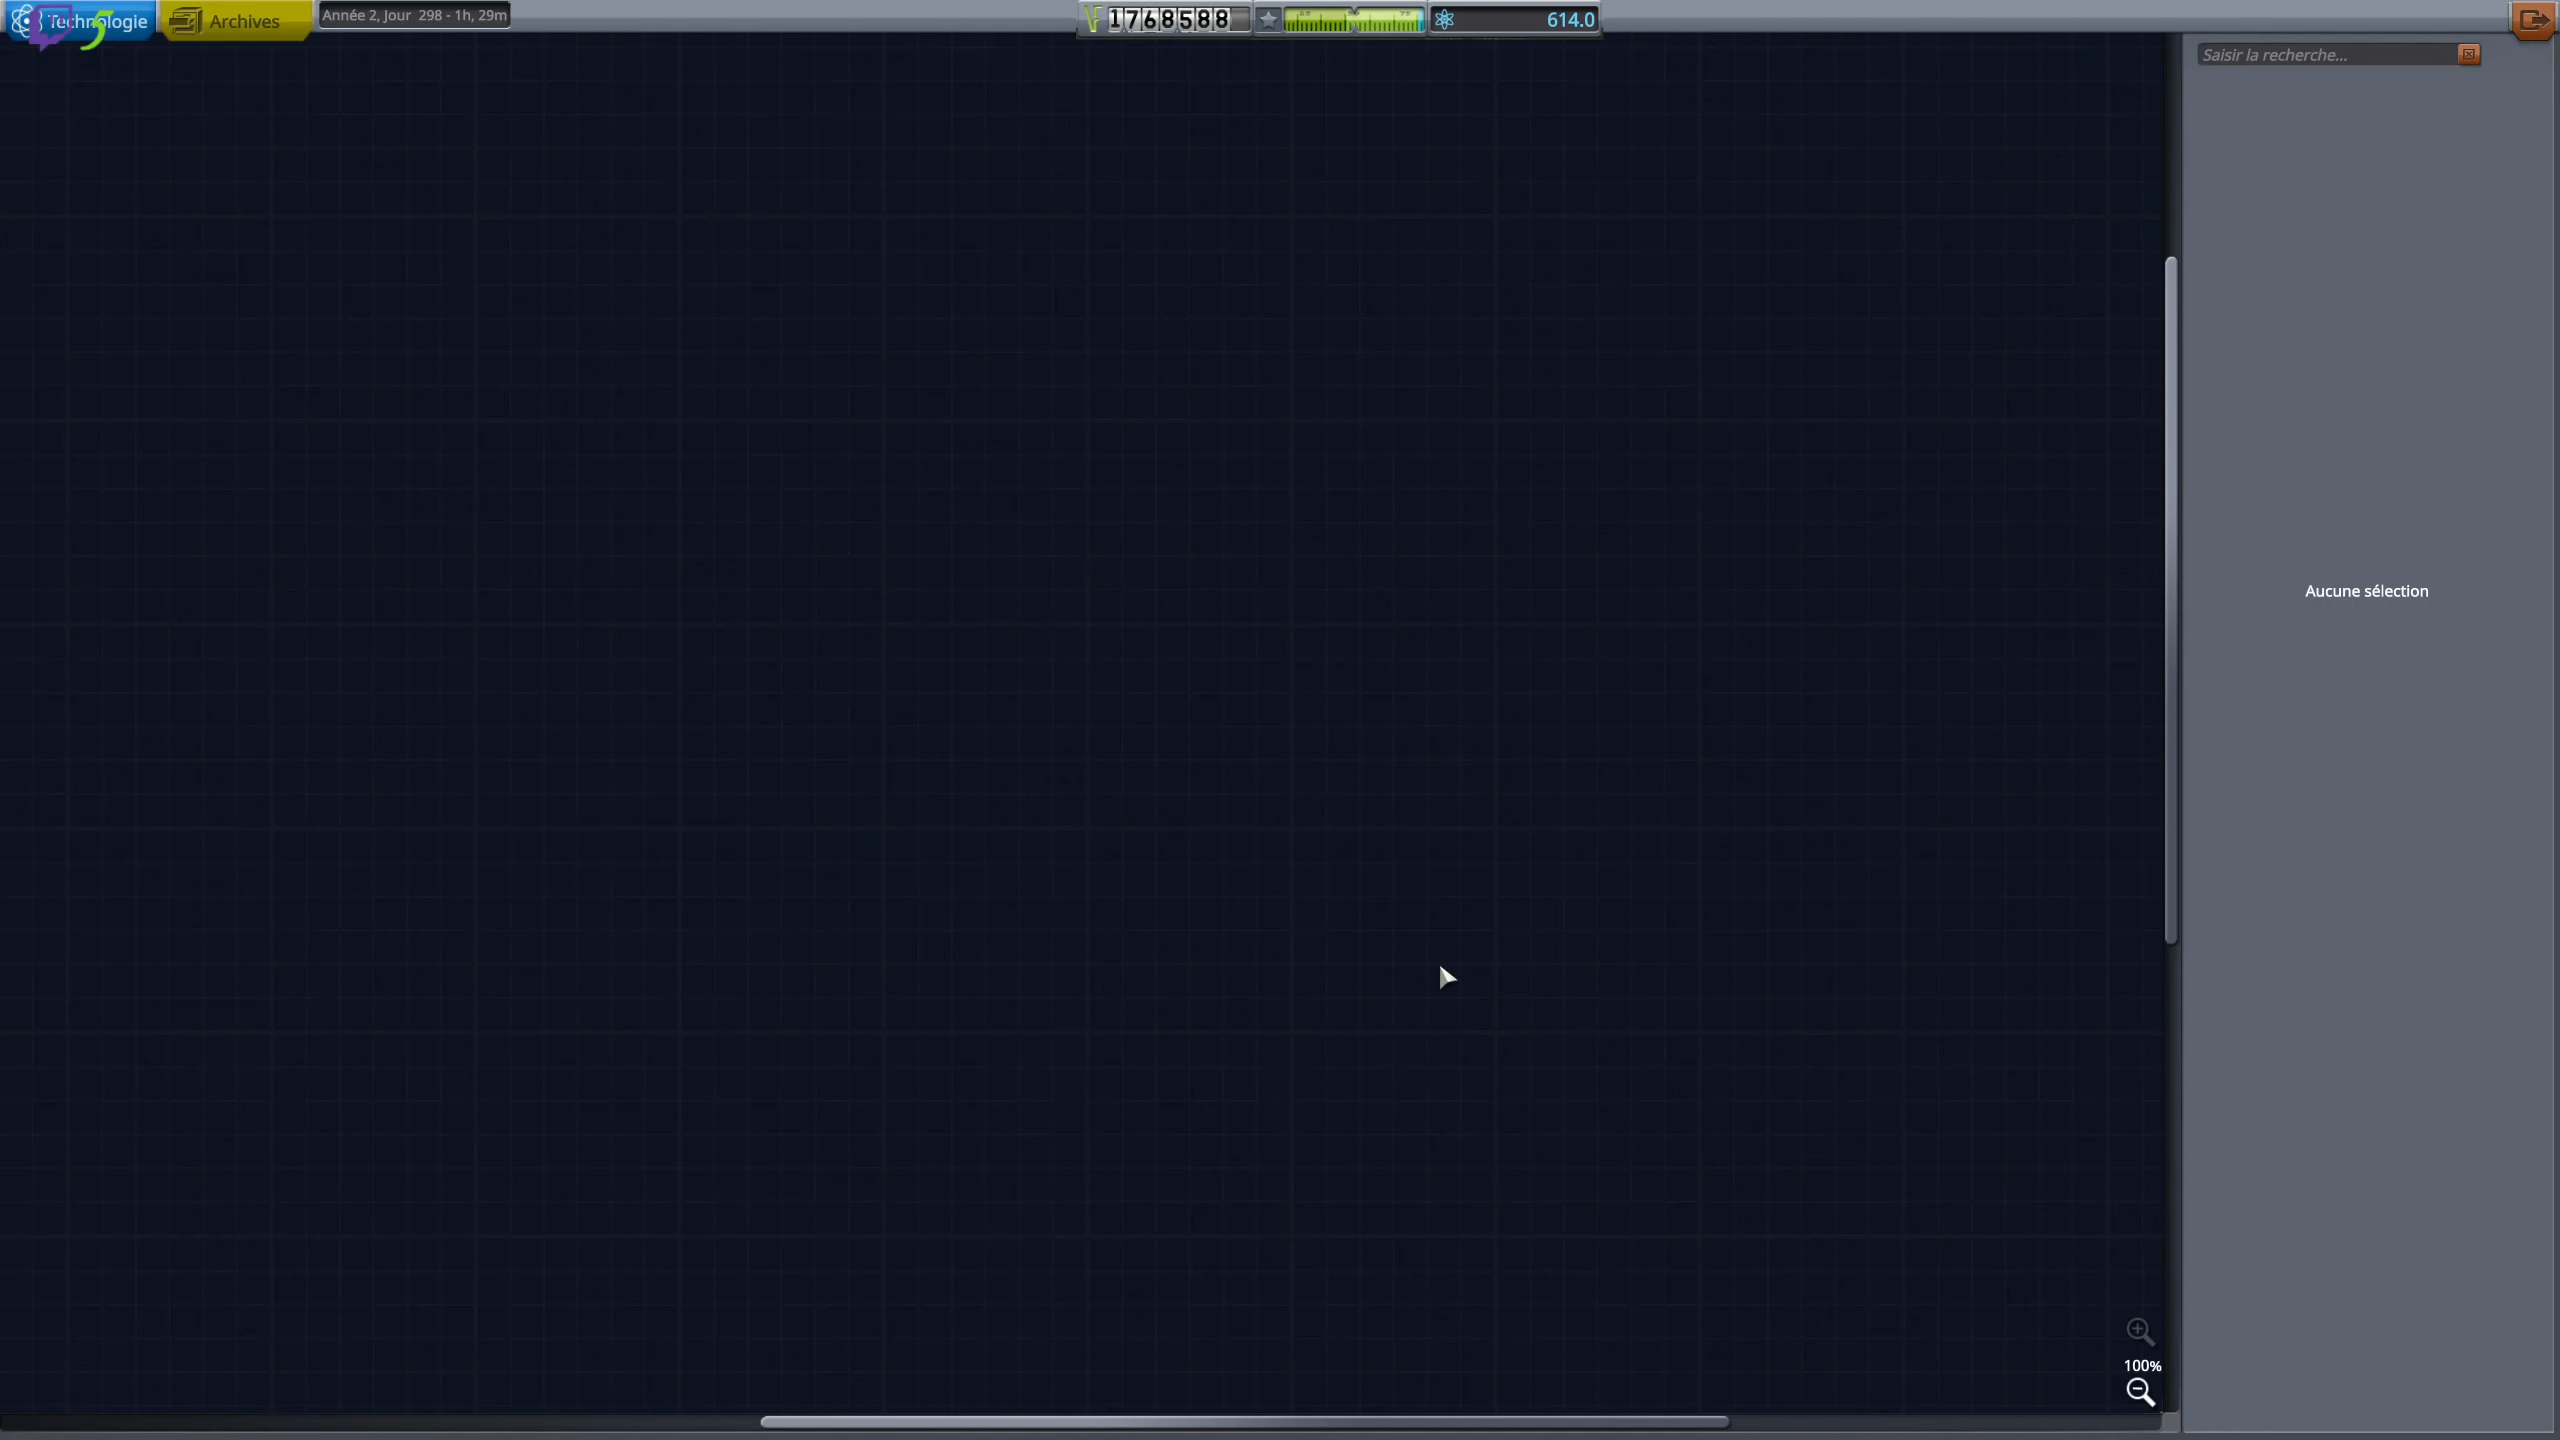 Technologie
Archives
Année 2, Jour 298 - 1h, 29m
1768588
614.0
Saisir la recherche...
Aucune sélection
100%